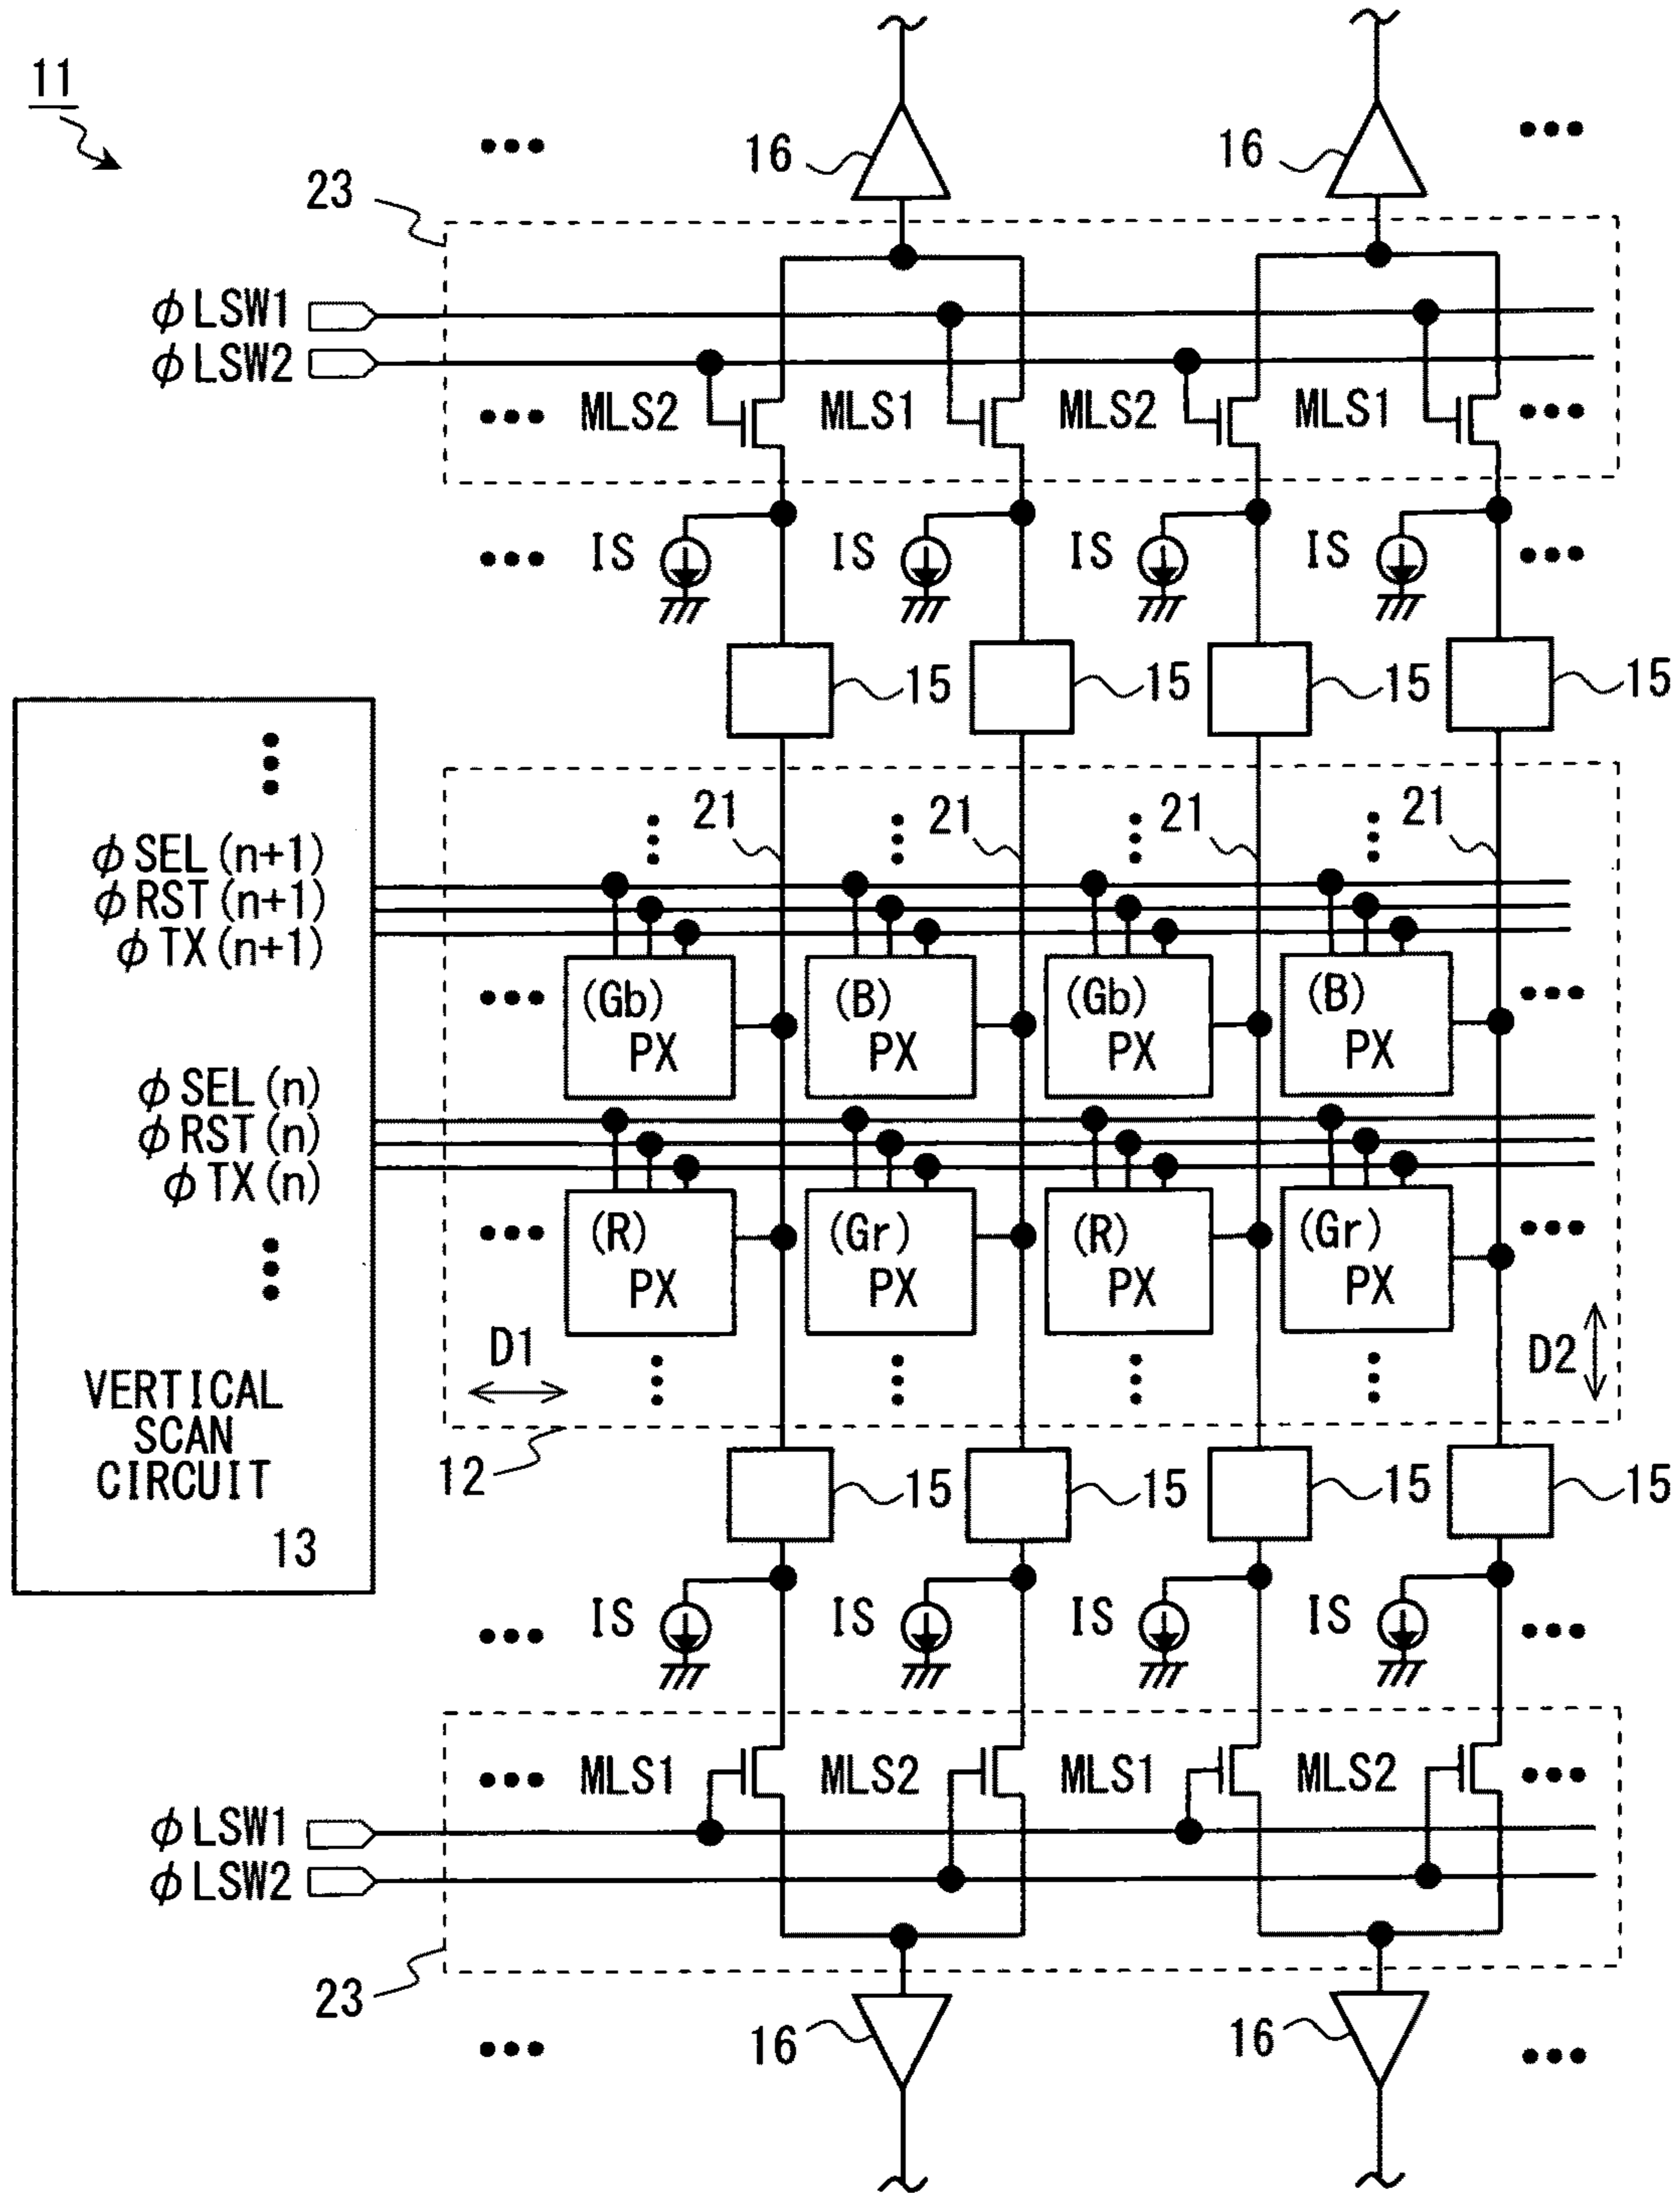 11
16 16
23
φLSW1
φLSW2
MLS2 MLS1 MLS2 MLS1
IS IS IS IS
15 15 15 15
21 21 21 21
φSEL(n+1)
φRST(n+1)
φTX(n+1)
(Gb) PX (B) PX (Gb) PX (B) PX
φSEL(n)
φRST(n)
φTX(n)
(R) PX (Gr) PX (R) PX (Gr) PX
D1 D2
VERTICAL
SCAN
CIRCUIT
13
12
15 15 15 15
IS IS IS IS
MLS1 MLS2 MLS1 MLS2
φLSW1
φLSW2
23
16 16